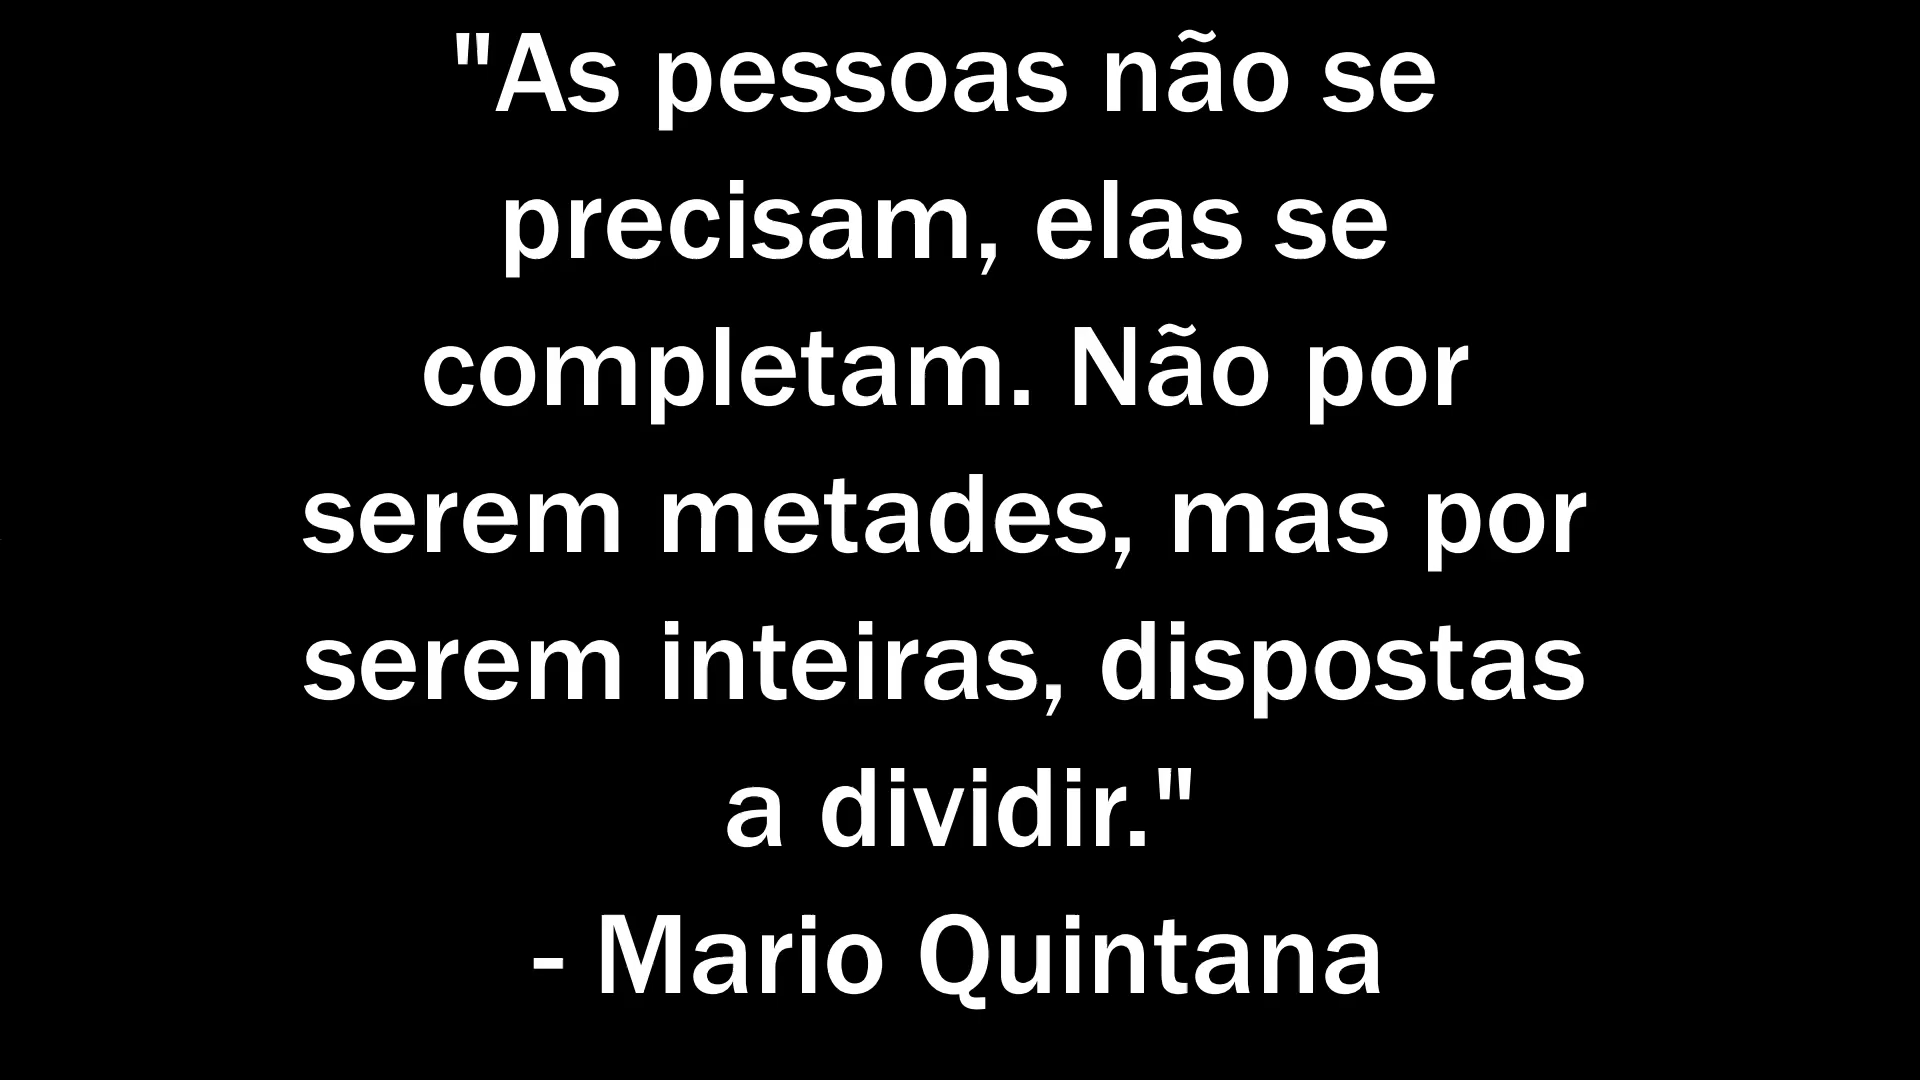 "As pessoas não se
precisam, elas se
completam. Não por
serem metades, mas por
serem inteiras, dispostas
a dividir."
- Mario Quintana